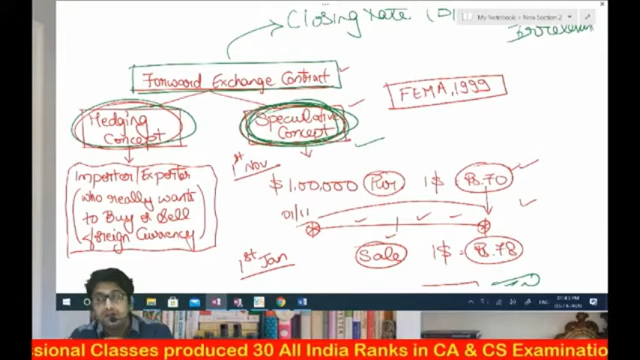 My Notebook > New Section 2
Closing rate
Forward Exchange Contract
FEMA, 1999
Hedging Concept
Speculative Concept
Importer/Exporter
who really wants
to Buy or Sell
foreign Currency
1st Nov
$ 1,00,000 Pur 1$ Rs.70
01/11
1st Jan
Sale 1$ = Rs.78
ssional Classes produced 30 All India Ranks in CA & CS Examinatio